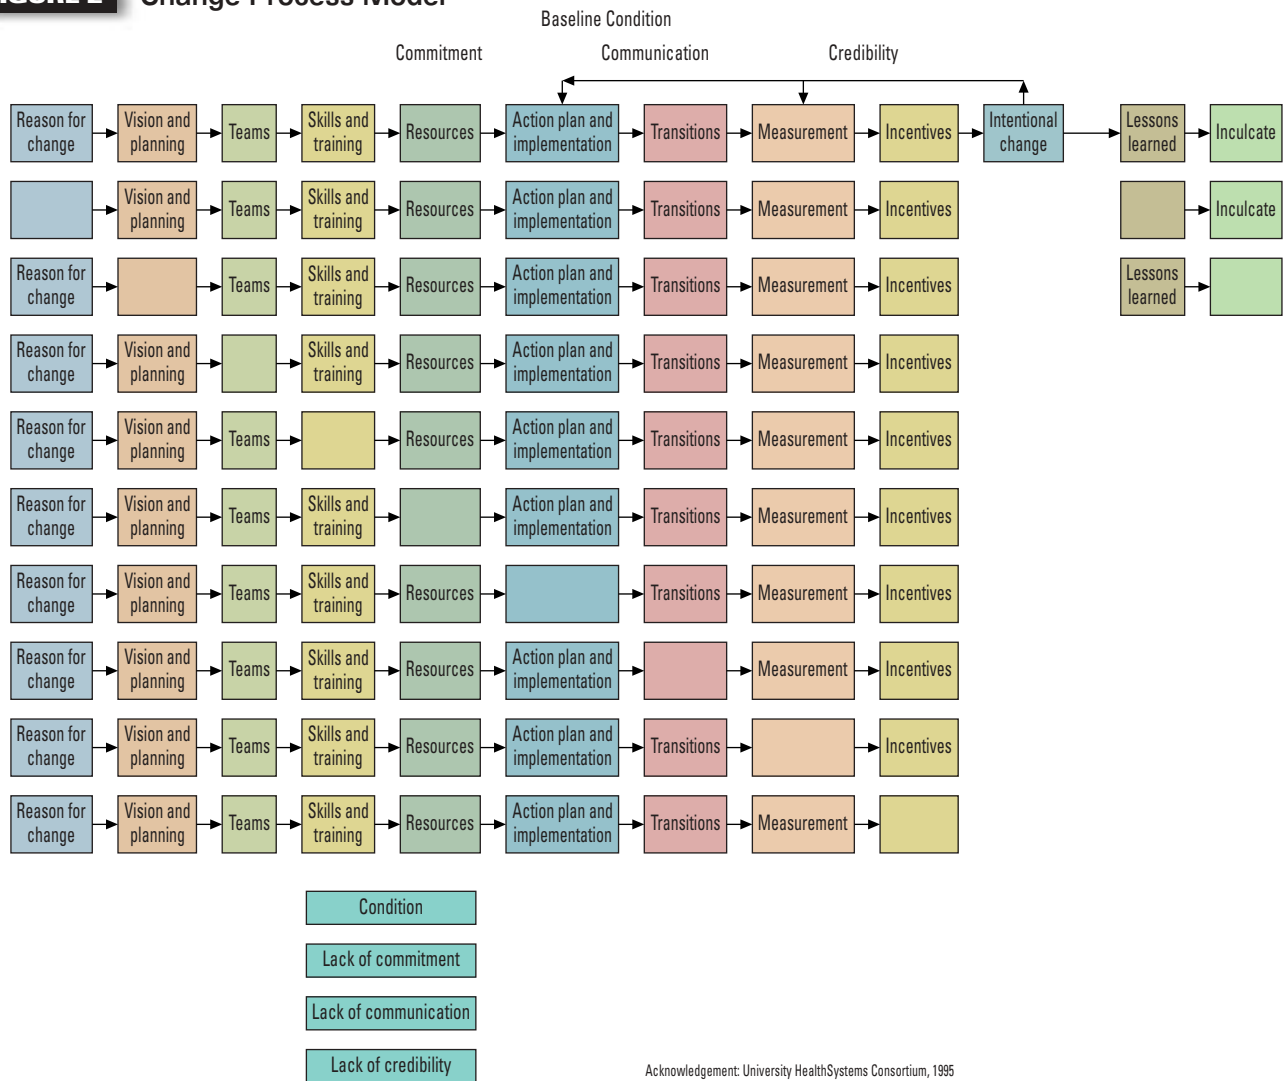 Change Process Model
Baseline Condition
Commitment Communication Credibility
Reason for change Vision and planning Teams Skills and training Resources Action plan and implementation Transitions Measurement Incentives Intentional change Lessons learned Inculcate
Vision and planning Teams Skills and training Resources Action plan and implementation Transitions Measurement Incentives Inculcate
Reason for change Teams Skills and training Resources Action plan and implementation Transitions Measurement Incentives Lessons learned
Reason for change Vision and planning Skills and training Resources Action plan and implementation Transitions Measurement Incentives
Reason for change Vision and planning Teams Resources Action plan and implementation Transitions Measurement Incentives
Reason for change Vision and planning Teams Skills and training Action plan and implementation Transitions Measurement Incentives
Reason for change Vision and planning Teams Skills and training Resources Transitions Measurement Incentives
Reason for change Vision and planning Teams Skills and training Resources Action plan and implementation Measurement Incentives
Reason for change Vision and planning Teams Skills and training Resources Action plan and implementation Transitions Incentives
Reason for change Vision and planning Teams Skills and training Resources Action plan and implementation Transitions Measurement
Condition
Lack of commitment
Lack of communication
Lack of credibility
Acknowledgement: University HealthSystems Consortium, 1995